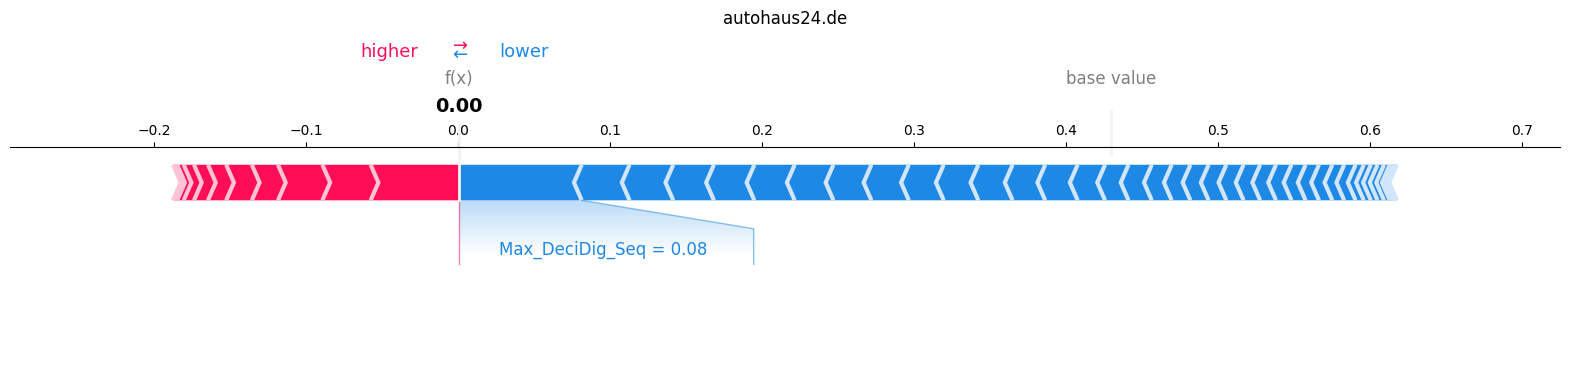 autohaus24.de
higher ⇄ lower
f(x) base value
0.00
−0.2 −0.1 0.0 0.1 0.2 0.3 0.4 0.5 0.6 0.7
Max_DeciDig_Seq = 0.08